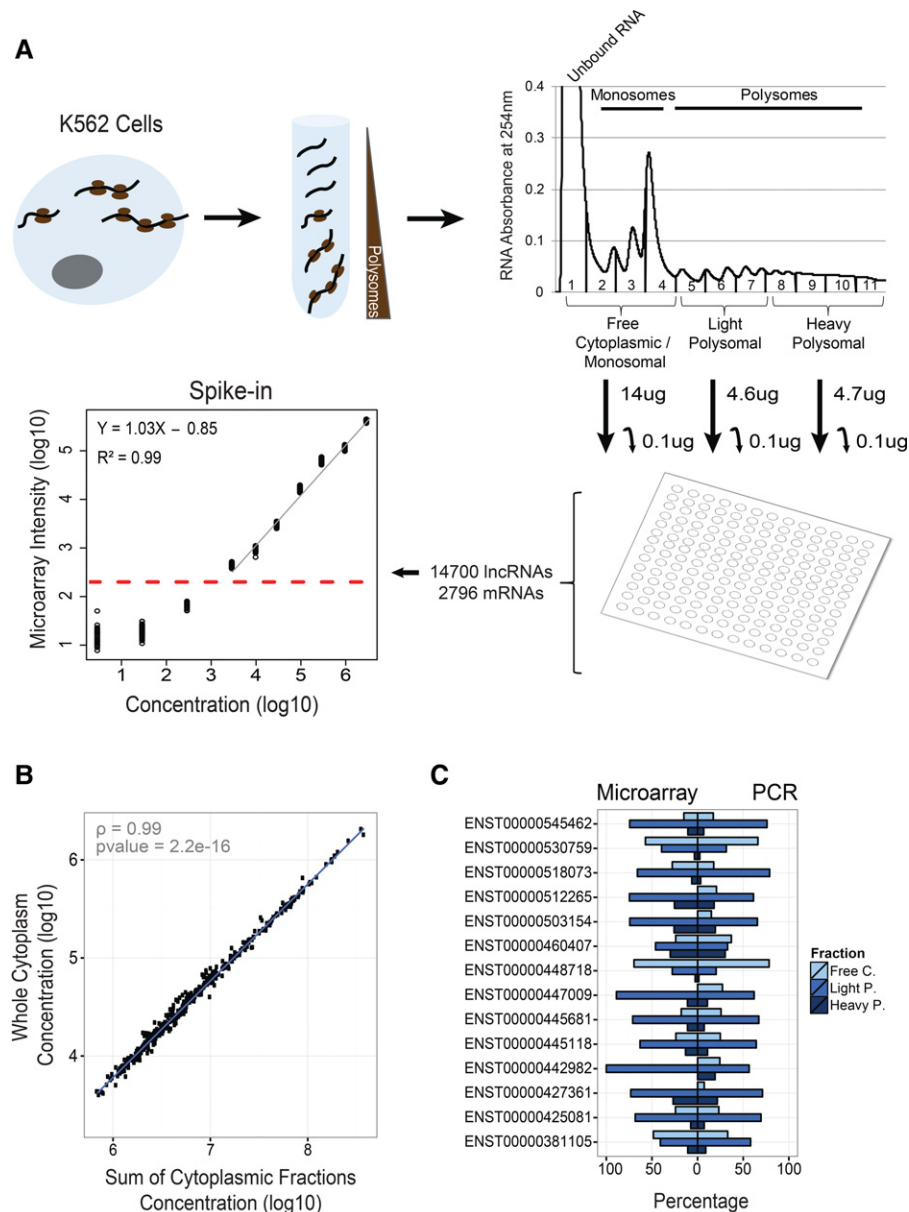 A
K562 Cells
Polysomes
Unbound RNA
Monosomes
Polysomes
RNA Absorbance at 254nm
0.4
0.3
0.2
0.1
0
1 2 3 4 5 6 7 8 9 10 11
Free
Cytoplasmic /
Monosomal
Light
Polysomal
Heavy
Polysomal
14ug
4.6ug
4.7ug
0.1ug
0.1ug
0.1ug
Spike-in
Y = 1.03X − 0.85
R² = 0.99
Microarray Intensity (log10)
5
4
3
2
1
1 2 3 4 5 6
Concentration (log10)
14700 lncRNAs
2796 mRNAs
B
ρ = 0.99
pvalue = 2.2e-16
Whole Cytoplasm
Concentration (log10)
6
5
4
6 7 8
Sum of Cytoplasmic Fractions
Concentration (log10)
C
Microarray PCR
ENST00000545462
ENST00000530759
ENST00000518073
ENST00000512265
ENST00000503154
ENST00000460407
ENST00000448718
ENST00000447009
ENST00000445681
ENST00000445118
ENST00000442982
ENST00000427361
ENST00000425081
ENST00000381105
100 50 0 50 100
Percentage
Fraction
Free C.
Light P.
Heavy P.